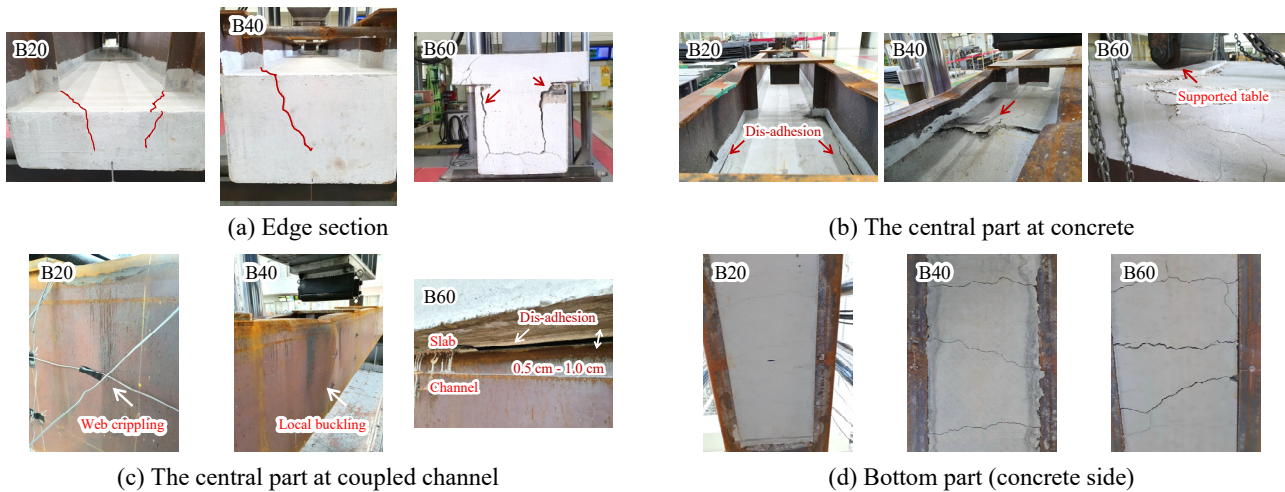 B20
B40
B60
(a) Edge section
B20
B40
B60
Dis-adhesion
Supported table
(b) The central part at concrete
B20
B40
B60
Web crippling
Local buckling
Dis-adhesion
Slab
0.5 cm - 1.0 cm
Channel
(c) The central part at coupled channel
B20
B40
B60
(d) Bottom part (concrete side)